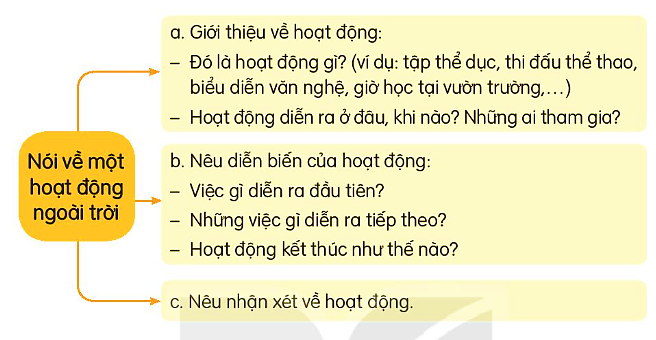 a. Giới thiệu về hoạt động:
– Đó là hoạt động gì? (ví dụ: tập thể dục, thi đấu thể thao,
biểu diễn văn nghệ, giờ học tại vườn trường,...)
– Hoạt động diễn ra ở đâu, khi nào? Những ai tham gia?
Nói về một
hoạt động
ngoài trời
b. Nêu diễn biến của hoạt động:
– Việc gì diễn ra đầu tiên?
– Những việc gì diễn ra tiếp theo?
– Hoạt động kết thúc như thế nào?
c. Nêu nhận xét về hoạt động.